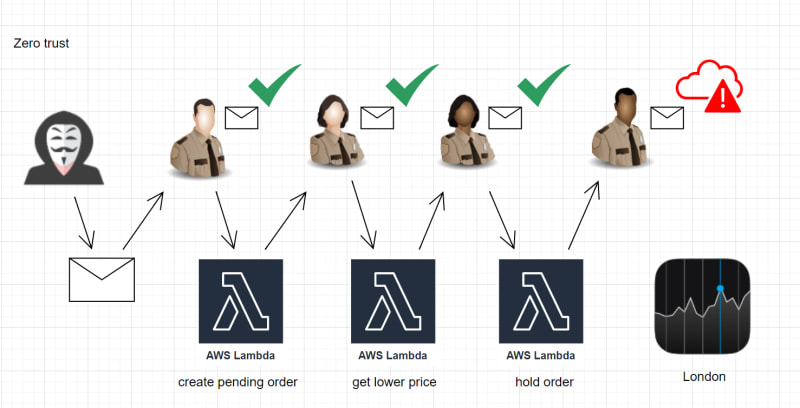 Zero trust
AWS Lambda
AWS Lambda
AWS Lambda
create pending order
get lower price
hold order
London